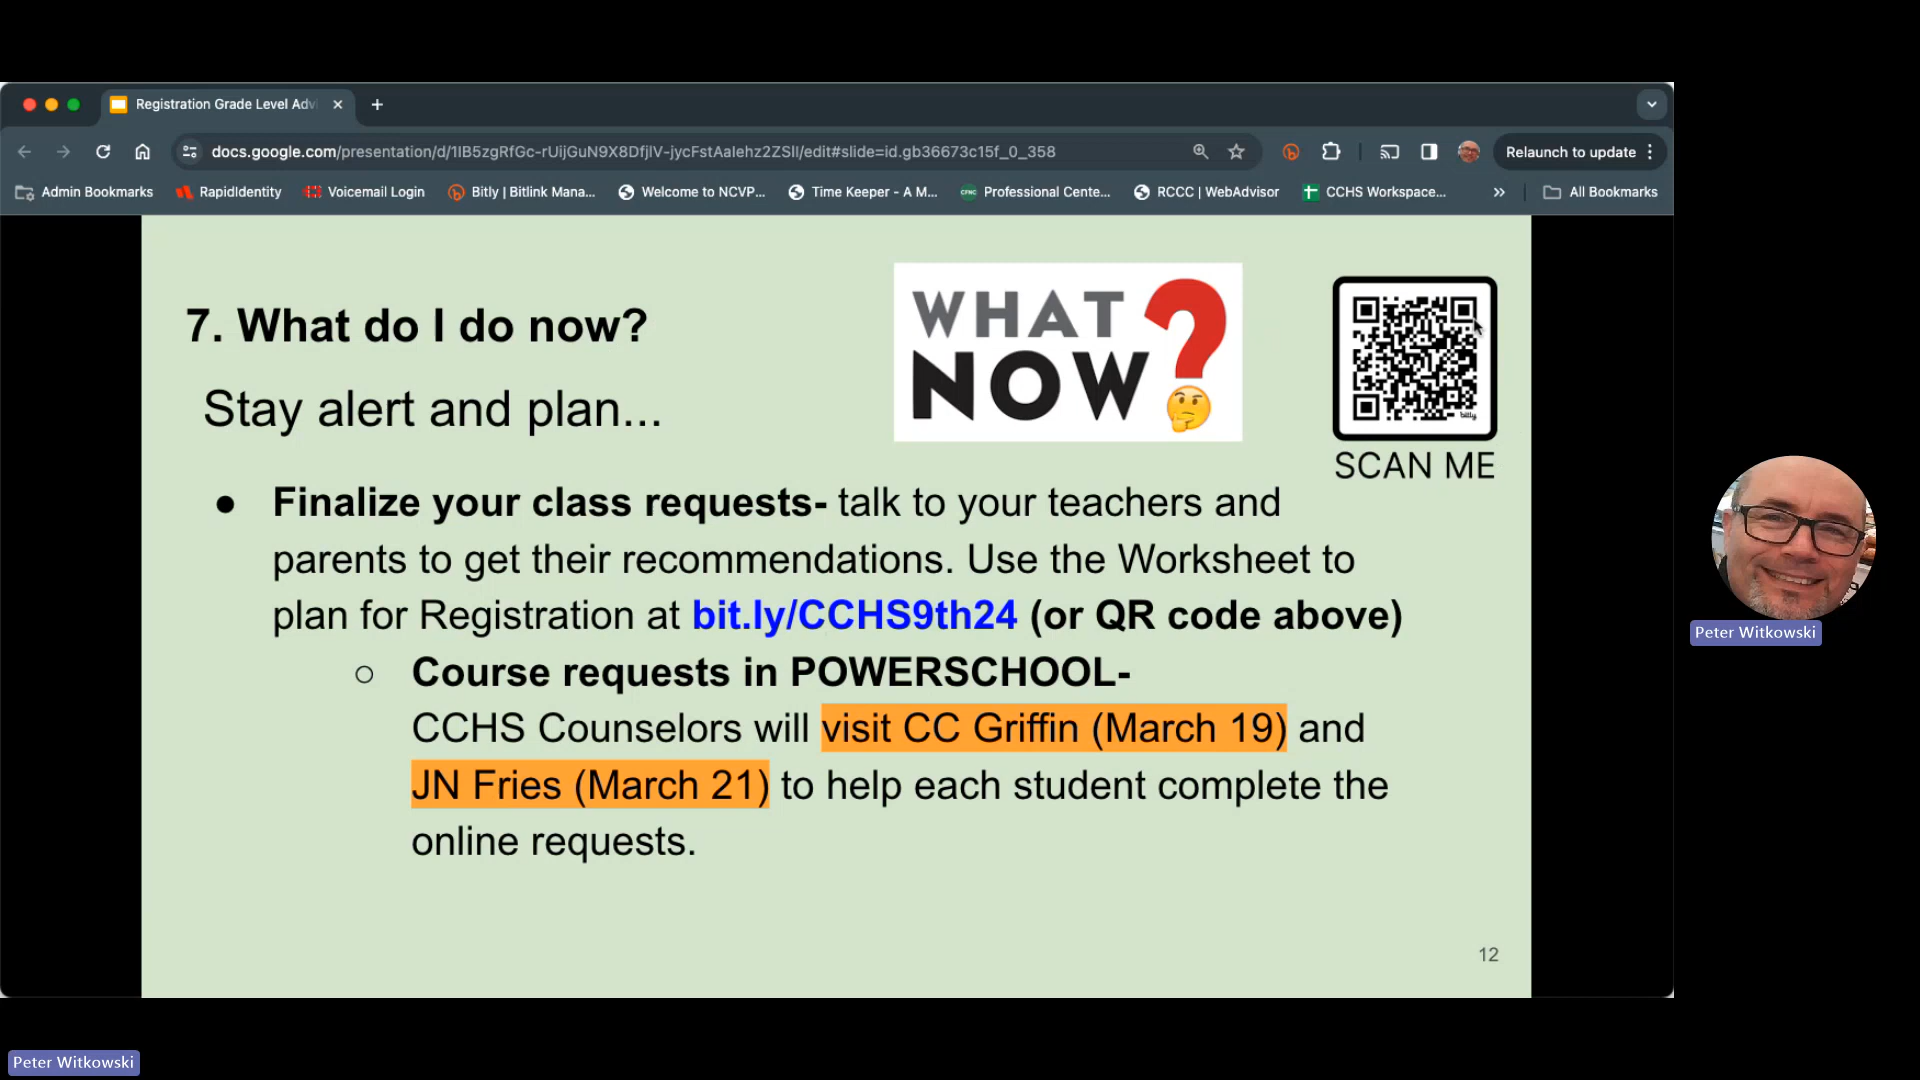 Registration Grade Level Advi
docs.google.com/presentation/d/1IB5zgRfGc-rUijGuN9X8DfjlV-jycFstAalehz2ZSlI/edit#slide=id.gb36673c15f_0_358
Relaunch to update
Admin Bookmarks
RapidIdentity
Voicemail Login
Bitly | Bitlink Mana...
Welcome to NCVP...
Time Keeper - A M...
CFNC
Professional Cente...
RCCC | WebAdvisor
CCHS Workspace...
All Bookmarks
7. What do I do now?
WHAT
NOW?
bitly
SCAN ME
Stay alert and plan...
● Finalize your class requests- talk to your teachers and
parents to get their recommendations. Use the Worksheet to
plan for Registration at bit.ly/CCHS9th24 (or QR code above)
○ Course requests in POWERSCHOOL-
CCHS Counselors will visit CC Griffin (March 19) and
JN Fries (March 21) to help each student complete the
online requests.
12
Peter Witkowski
Peter Witkowski